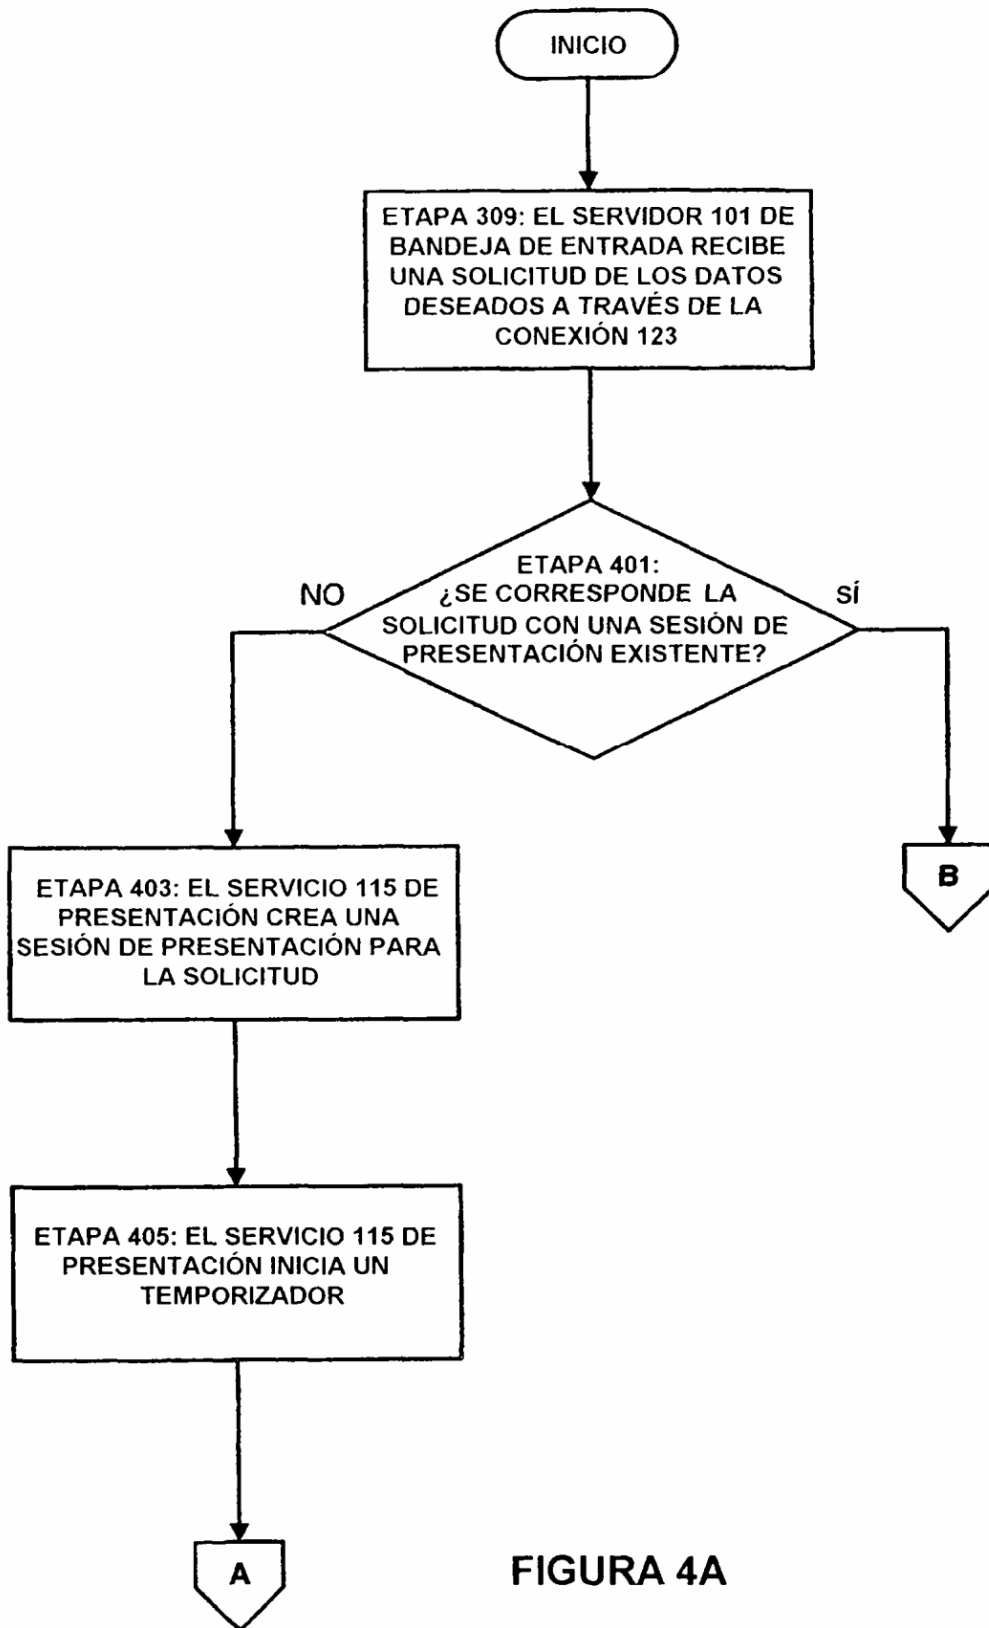 INICIO
ETAPA 309: EL SERVIDOR 101 DE
BANDEJA DE ENTRADA RECIBE
UNA SOLICITUD DE LOS DATOS
DESEADOS A TRAVÉS DE LA
CONEXIÓN 123
ETAPA 401:
¿SE CORRESPONDE LA
SOLICITUD CON UNA SESIÓN DE
PRESENTACIÓN EXISTENTE?
NO
SÍ
ETAPA 403: EL SERVICIO 115 DE
PRESENTACIÓN CREA UNA
SESIÓN DE PRESENTACIÓN PARA
LA SOLICITUD
B
ETAPA 405: EL SERVICIO 115 DE
PRESENTACIÓN INICIA UN
TEMPORIZADOR
A
FIGURA 4A